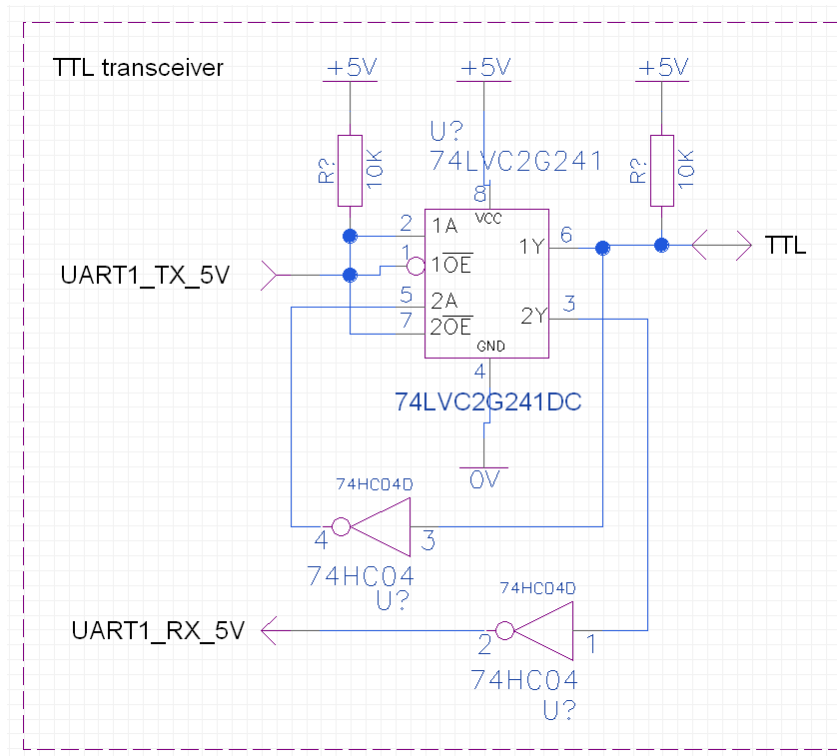 TTL transceiver
+5V
+5V
+5V
R?
10K
U?
74LVC2G241
R?
10K
8
VCC
2
1A
1Y
6
TTL
1
1OE
UART1_TX_5V
5
2A
2Y
3
7
2OE
GND
4
74LVC2G241DC
0V
74HC04D
4
3
74HC04
U?
74HC04D
UART1_RX_5V
2
1
74HC04
U?